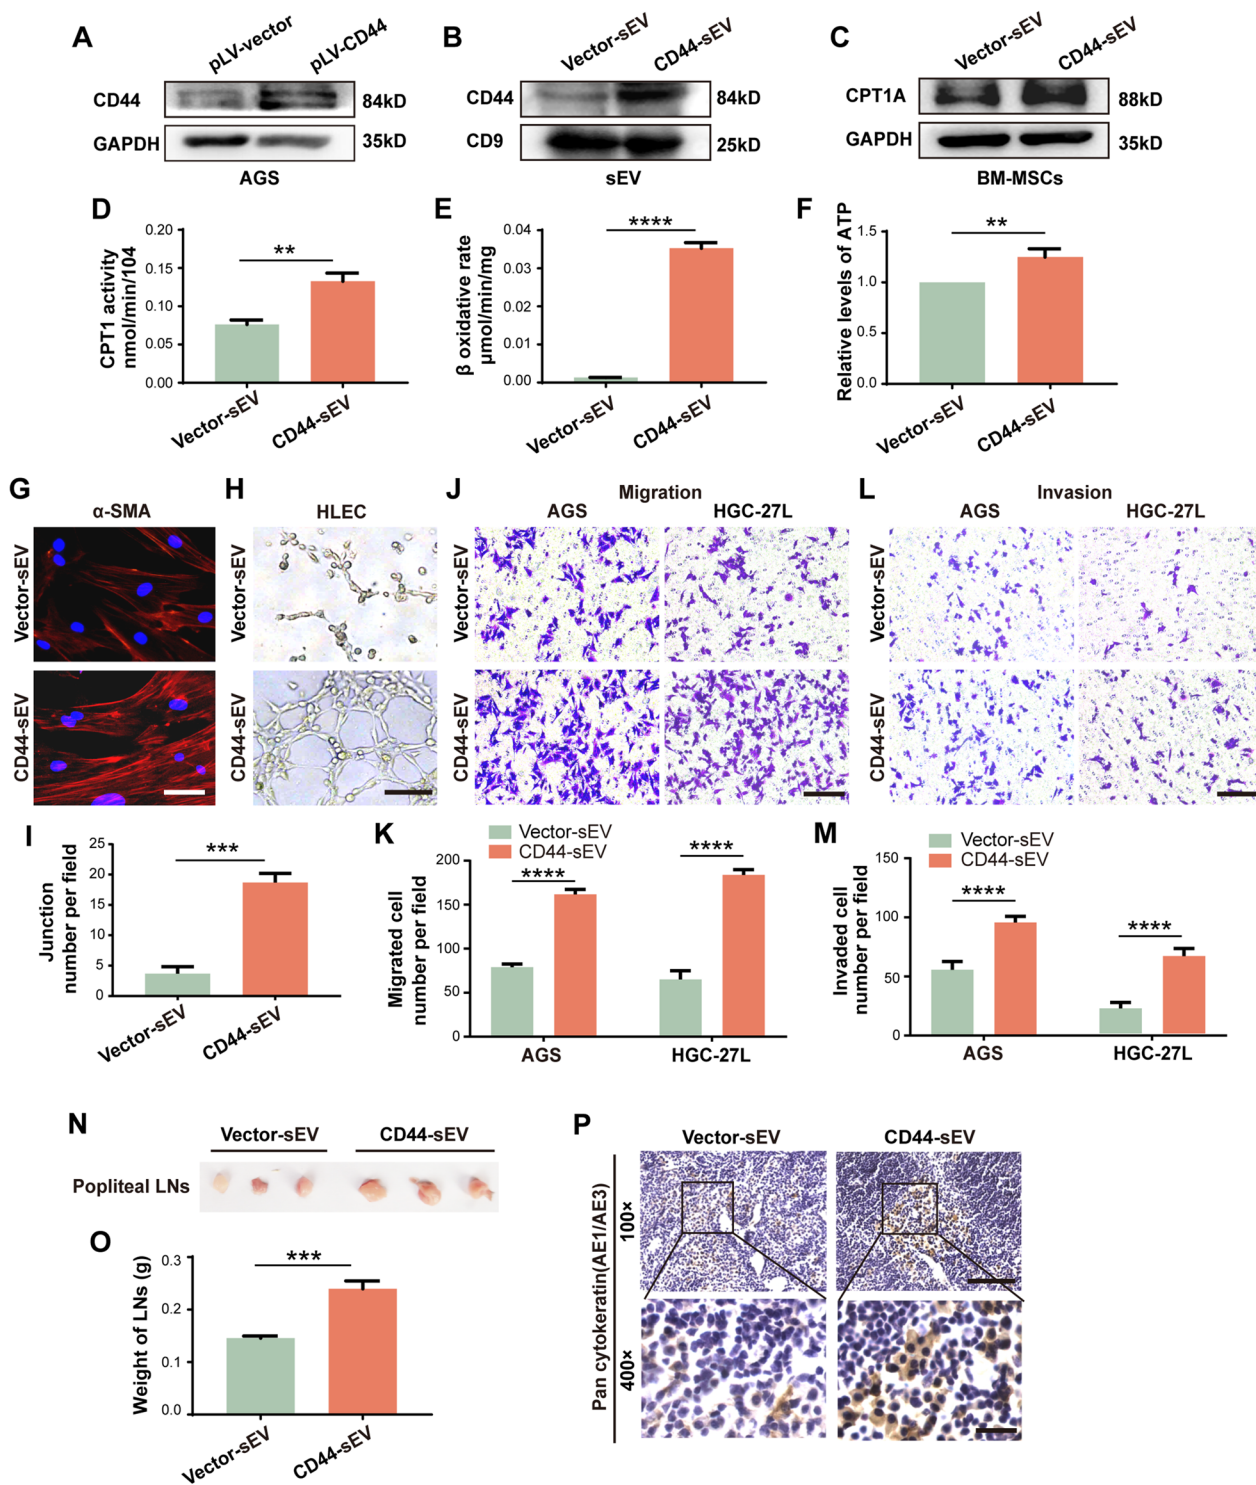 A
pLV-vector
pLV-CD44
CD44
84kD
GAPDH
35kD
AGS
B
Vector-sEV
CD44-sEV
CD44
84kD
CD9
25kD
sEV
C
Vector-sEV
CD44-sEV
CPT1A
88kD
GAPDH
35kD
BM-MSCs
D
CPT1 activity
nmol/min/104
0.20
0.15
0.10
0.05
0.00
**
Vector-sEV
CD44-sEV
E
β oxidative rate
μmol/min/mg
0.04
0.03
0.02
0.01
0.00
****
Vector-sEV
CD44-sEV
F
Relative levels of ATP
1.5
1.0
0.5
0.0
**
Vector-sEV
CD44-sEV
G
α-SMA
Vector-sEV
CD44-sEV
H
HLEC
Vector-sEV
CD44-sEV
J
Migration
AGS
HGC-27L
Vector-sEV
CD44-sEV
L
Invasion
AGS
HGC-27L
Vector-sEV
CD44-sEV
I
Junction
number per field
25
20
15
10
5
0
***
Vector-sEV
CD44-sEV
K
Vector-sEV
CD44-sEV
Migrated cell
number per field
200
150
100
50
0
****
****
AGS
HGC-27L
M
Vector-sEV
CD44-sEV
Invaded cell
number per field
150
100
50
0
****
****
AGS
HGC-27L
N
Vector-sEV
CD44-sEV
Popliteal LNs
O
Weight of LNs (g)
0.3
0.2
0.1
0.0
***
Vector-sEV
CD44-sEV
P
Vector-sEV
CD44-sEV
Pan cytokeratin(AE1/AE3)
100×
400×